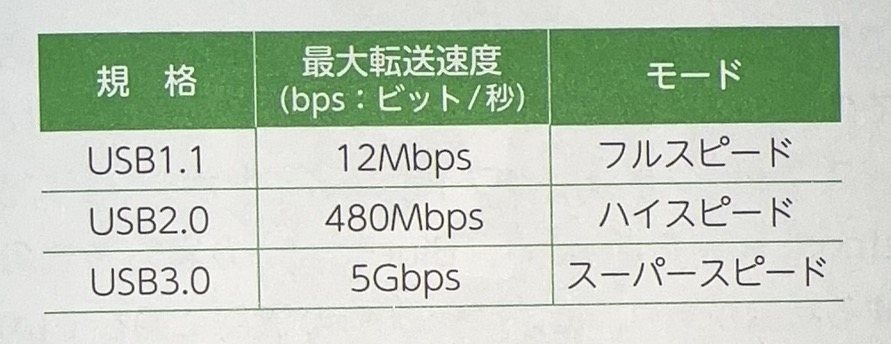 規　格 最大転送速度 モード
(bps：ビット/秒)
USB1.1 12Mbps フルスピード
USB2.0 480Mbps ハイスピード
USB3.0 5Gbps スーパースピード